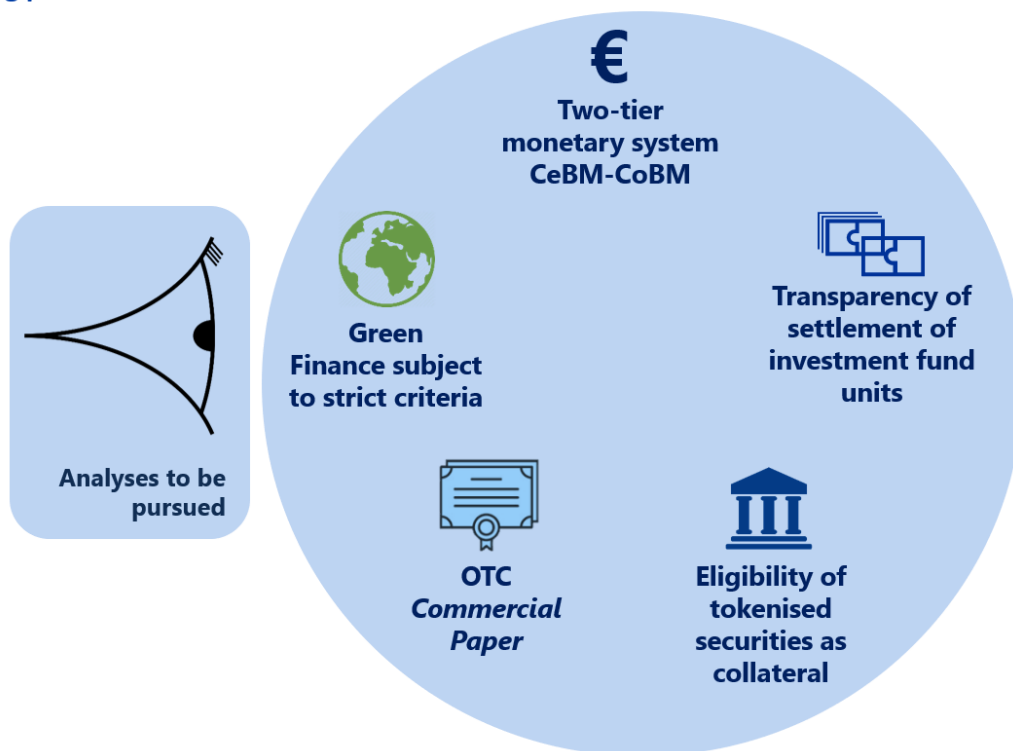 €
Two-tier
monetary system
CeBM-CoBM
Green
Finance subject
to strict criteria
Transparency of
settlement of
investment fund
units
Analyses to be
pursued
OTC
Commercial
Paper
Eligibility of
tokenised
securities as
collateral